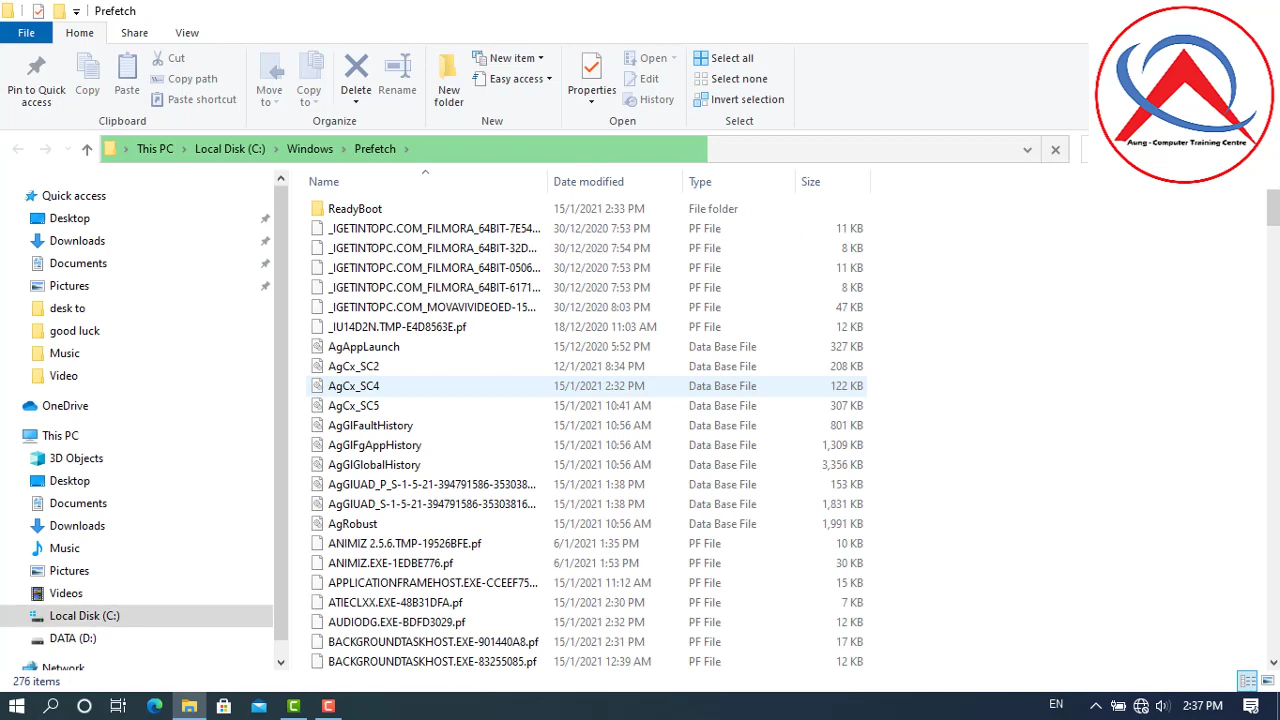 Prefetch
File Home Share View
Pin to Quick access
Copy
Paste
Cut
Copy path
Paste shortcut
Clipboard
Move to
Copy to
Delete
Rename
Organize
New folder
New item
Easy access
New
Properties
Open
Edit
History
Open
Select all
Select none
Invert selection
Select
Aung - Computer Training Centre
This PC Local Disk (C:) Windows Prefetch
Quick access
Desktop
Downloads
Documents
Pictures
desk to
good luck
Music
Video
OneDrive
This PC
3D Objects
Desktop
Documents
Downloads
Music
Pictures
Videos
Local Disk (C:)
DATA (D:)
Network
Name Date modified Type Size
ReadyBoot 15/1/2021 2:33 PM File folder
_IGETINTOPC.COM_FILMORA_64BIT-7E54... 30/12/2020 7:53 PM PF File 11 KB
_IGETINTOPC.COM_FILMORA_64BIT-32D... 30/12/2020 7:54 PM PF File 8 KB
_IGETINTOPC.COM_FILMORA_64BIT-0506... 30/12/2020 7:53 PM PF File 11 KB
_IGETINTOPC.COM_FILMORA_64BIT-6171... 30/12/2020 7:53 PM PF File 8 KB
_IGETINTOPC.COM_MOVAVIVIDEOED-15... 30/12/2020 8:03 PM PF File 47 KB
_IU14D2N.TMP-E4D8563E.pf 18/12/2020 11:03 AM PF File 12 KB
AgAppLaunch 15/12/2020 5:52 PM Data Base File 327 KB
AgCx_SC2 12/1/2021 8:34 PM Data Base File 208 KB
AgCx_SC4 15/1/2021 2:32 PM Data Base File 122 KB
AgCx_SC5 15/1/2021 10:41 AM Data Base File 307 KB
AgGlFaultHistory 15/1/2021 10:56 AM Data Base File 801 KB
AgGlFgAppHistory 15/1/2021 10:56 AM Data Base File 1,309 KB
AgGlGlobalHistory 15/1/2021 10:56 AM Data Base File 3,356 KB
AgGlUAD_P_S-1-5-21-394791586-353038... 15/1/2021 1:38 PM Data Base File 153 KB
AgGlUAD_S-1-5-21-394791586-35303816... 15/1/2021 1:38 PM Data Base File 1,831 KB
AgRobust 15/1/2021 10:56 AM Data Base File 1,991 KB
ANIMIZ 2.5.6.TMP-19526BFE.pf 6/1/2021 1:35 PM PF File 10 KB
ANIMIZ.EXE-1EDBE776.pf 6/1/2021 1:53 PM PF File 30 KB
APPLICATIONFRAMEHOST.EXE-CCEEF75... 15/1/2021 11:12 AM PF File 15 KB
ATIECLXX.EXE-48B31DFA.pf 15/1/2021 2:30 PM PF File 7 KB
AUDIODG.EXE-BDFD3029.pf 15/1/2021 2:32 PM PF File 12 KB
BACKGROUNDTASKHOST.EXE-901440A8.pf 15/1/2021 2:31 PM PF File 17 KB
BACKGROUNDTASKHOST.EXE-83255085.pf 15/1/2021 12:39 AM PF File 12 KB
276 items
EN 2:37 PM